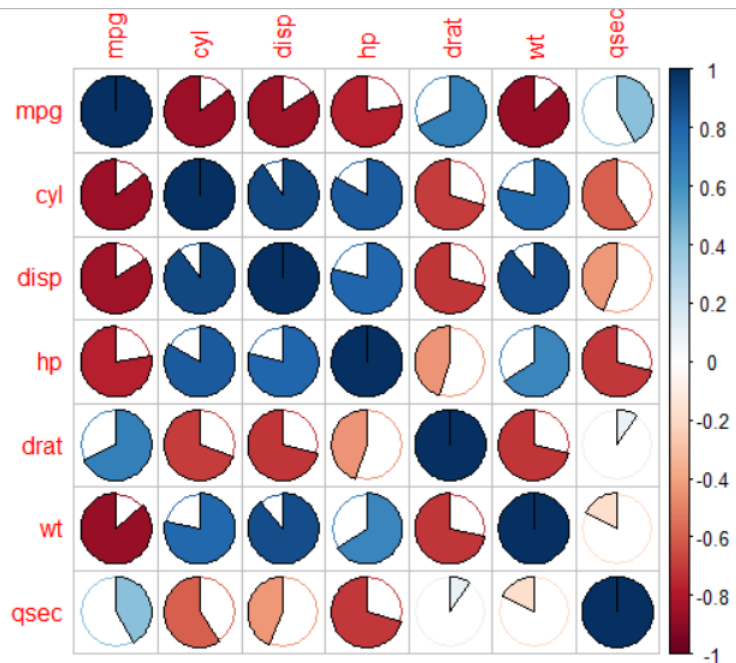 mpg cyl disp hp drat wt qsec
mpg
cyl
disp
hp
drat
wt
qsec
1
0.8
0.6
0.4
0.2
0
-0.2
-0.4
-0.6
-0.8
-1